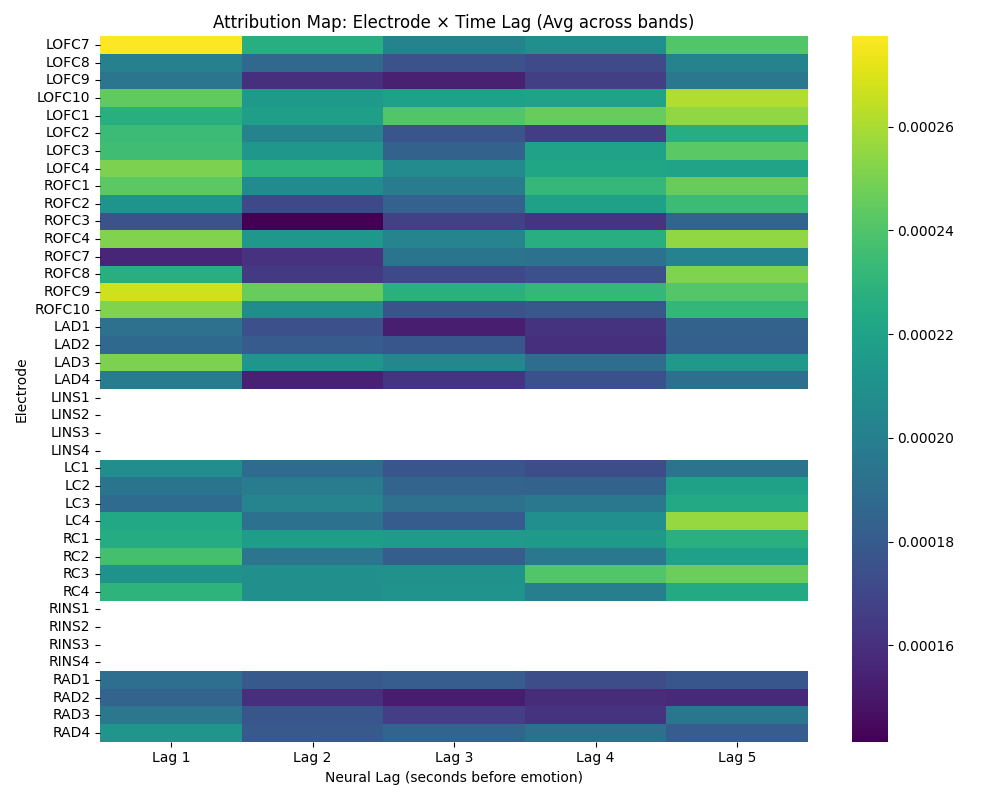 Attribution Map: Electrode × Time Lag (Avg across bands)
Electrode
LOFC7
LOFC8
LOFC9
LOFC10
LOFC1
LOFC2
LOFC3
LOFC4
ROFC1
ROFC2
ROFC3
ROFC4
ROFC7
ROFC8
ROFC9
ROFC10
LAD1
LAD2
LAD3
LAD4
LINS1
LINS2
LINS3
LINS4
LC1
LC2
LC3
LC4
RC1
RC2
RC3
RC4
RINS1
RINS2
RINS3
RINS4
RAD1
RAD2
RAD3
RAD4
Lag 1 Lag 2 Lag 3 Lag 4 Lag 5
Neural Lag (seconds before emotion)
0.00026
0.00024
0.00022
0.00020
0.00018
0.00016